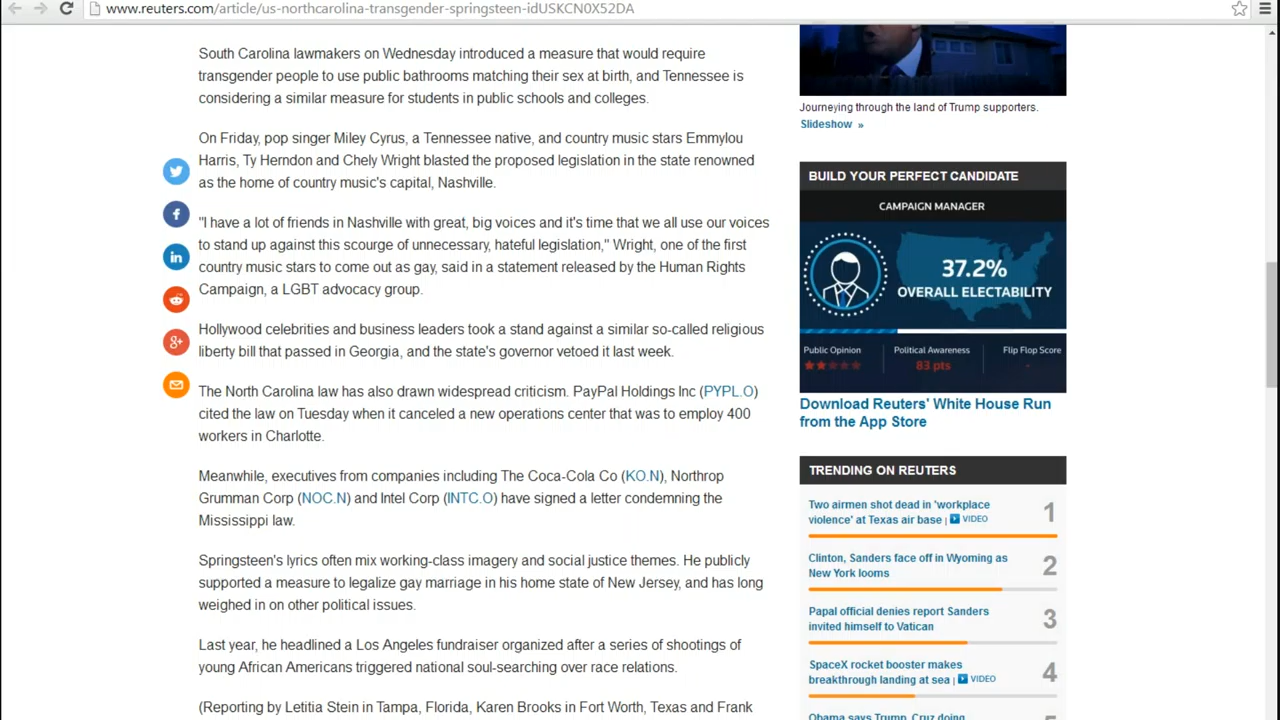 www.reuters.com/article/us-northcarolina-transgender-springsteen-idUSKCN0X52DA
South Carolina lawmakers on Wednesday introduced a measure that would require
transgender people to use public bathrooms matching their sex at birth, and Tennessee is
considering a similar measure for students in public schools and colleges.
On Friday, pop singer Miley Cyrus, a Tennessee native, and country music stars Emmylou
Harris, Ty Herndon and Chely Wright blasted the proposed legislation in the state renowned
as the home of country music's capital, Nashville.
"I have a lot of friends in Nashville with great, big voices and it's time that we all use our voices
to stand up against this scourge of unnecessary, hateful legislation," Wright, one of the first
country music stars to come out as gay, said in a statement released by the Human Rights
Campaign, a LGBT advocacy group.
Hollywood celebrities and business leaders took a stand against a similar so-called religious
liberty bill that passed in Georgia, and the state's governor vetoed it last week.
The North Carolina law has also drawn widespread criticism. PayPal Holdings Inc (PYPL.O)
cited the law on Tuesday when it canceled a new operations center that was to employ 400
workers in Charlotte.
Meanwhile, executives from companies including The Coca-Cola Co (KO.N), Northrop
Grumman Corp (NOC.N) and Intel Corp (INTC.O) have signed a letter condemning the
Mississippi law.
Springsteen's lyrics often mix working-class imagery and social justice themes. He publicly
supported a measure to legalize gay marriage in his home state of New Jersey, and has long
weighed in on other political issues.
Last year, he headlined a Los Angeles fundraiser organized after a series of shootings of
young African Americans triggered national soul-searching over race relations.
(Reporting by Letitia Stein in Tampa, Florida, Karen Brooks in Fort Worth, Texas and Frank
Journeying through the land of Trump supporters.
Slideshow »
BUILD YOUR PERFECT CANDIDATE
CAMPAIGN MANAGER
37.2%
OVERALL ELECTABILITY
Public Opinion Political Awareness Flip Flop Score
83 pts -
Download Reuters' White House Run
from the App Store
TRENDING ON REUTERS
Two airmen shot dead in 'workplace
violence' at Texas air base | VIDEO
1
Clinton, Sanders face off in Wyoming as
New York looms
2
Papal official denies report Sanders
invited himself to Vatican
3
SpaceX rocket booster makes
breakthrough landing at sea | VIDEO
4
Obama says Trump, Cruz doing